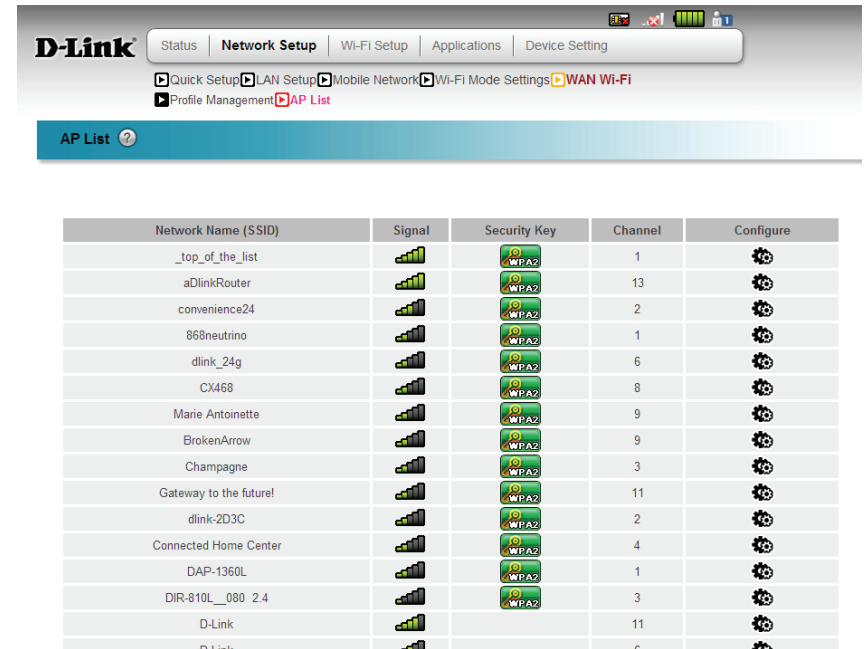 D-Link
Status Network Setup Wi-Fi Setup Applications Device Setting
Quick Setup LAN Setup Mobile Network Wi-Fi Mode Settings WAN Wi-Fi
Profile Management AP List
AP List ?
Network Name (SSID) Signal Security Key Channel Configure
_top_of_the_list WPA2 1
aDlinkRouter WPA2 13
convenience24 WPA2 2
868neutrino WPA2 1
dlink_24g WPA2 6
CX468 WPA2 8
Marie Antoinette WPA2 9
BrokenArrow WPA2 9
Champagne WPA2 3
Gateway to the future! WPA2 11
dlink-2D3C WPA2 2
Connected Home Center WPA2 4
DAP-1360L WPA2 1
DIR-810L__080 2.4 WPA2 3
D-Link 11
D-Link 6